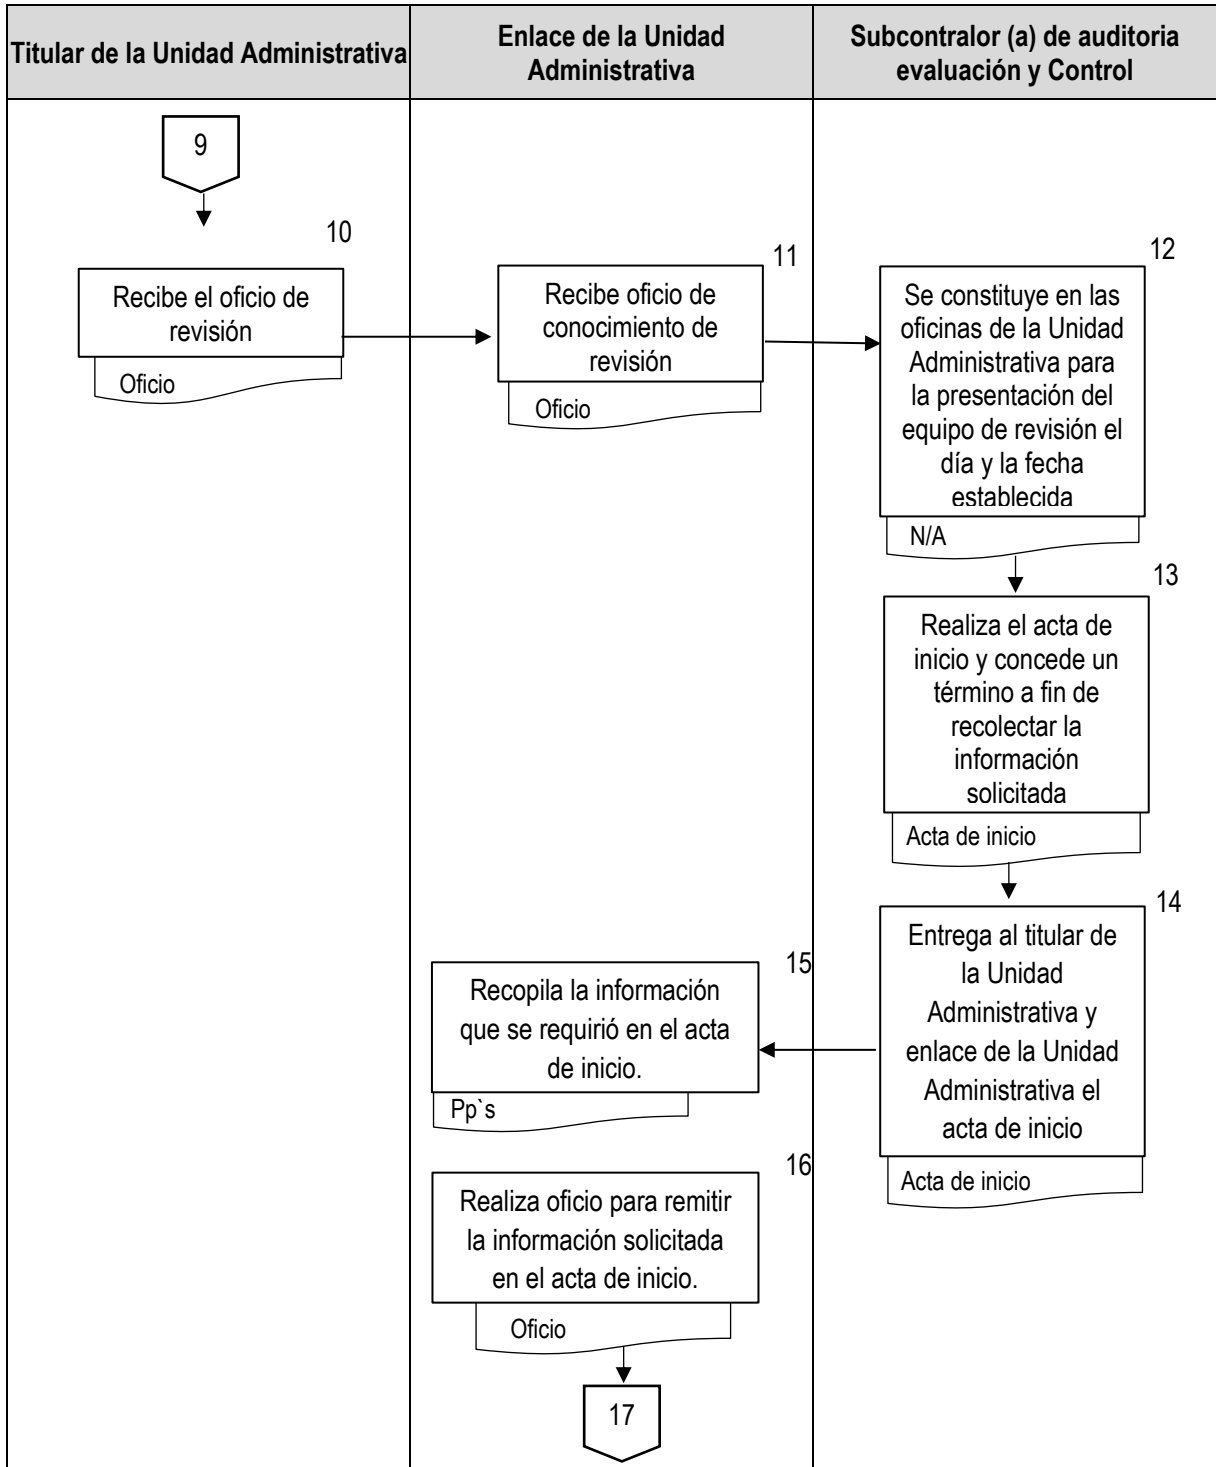 Titular de la Unidad Administrativa
Enlace de la Unidad
Administrativa
Subcontralor (a) de auditoria
evaluación y Control
9
10
Recibe el oficio de
revisión
Oficio
11
Recibe oficio de
conocimiento de
revisión
Oficio
12
Se constituye en las
oficinas de la Unidad
Administrativa para
la presentación del
equipo de revisión el
día y la fecha
establecida
N/A
13
Realiza el acta de
inicio y concede un
término a fin de
recolectar la
información
solicitada
Acta de inicio
14
Entrega al titular de
la Unidad
Administrativa y
enlace de la Unidad
Administrativa el
acta de inicio
Acta de inicio
15
Recopila la información
que se requirió en el acta
de inicio.
Pp`s
16
Realiza oficio para remitir
la información solicitada
en el acta de inicio.
Oficio
17